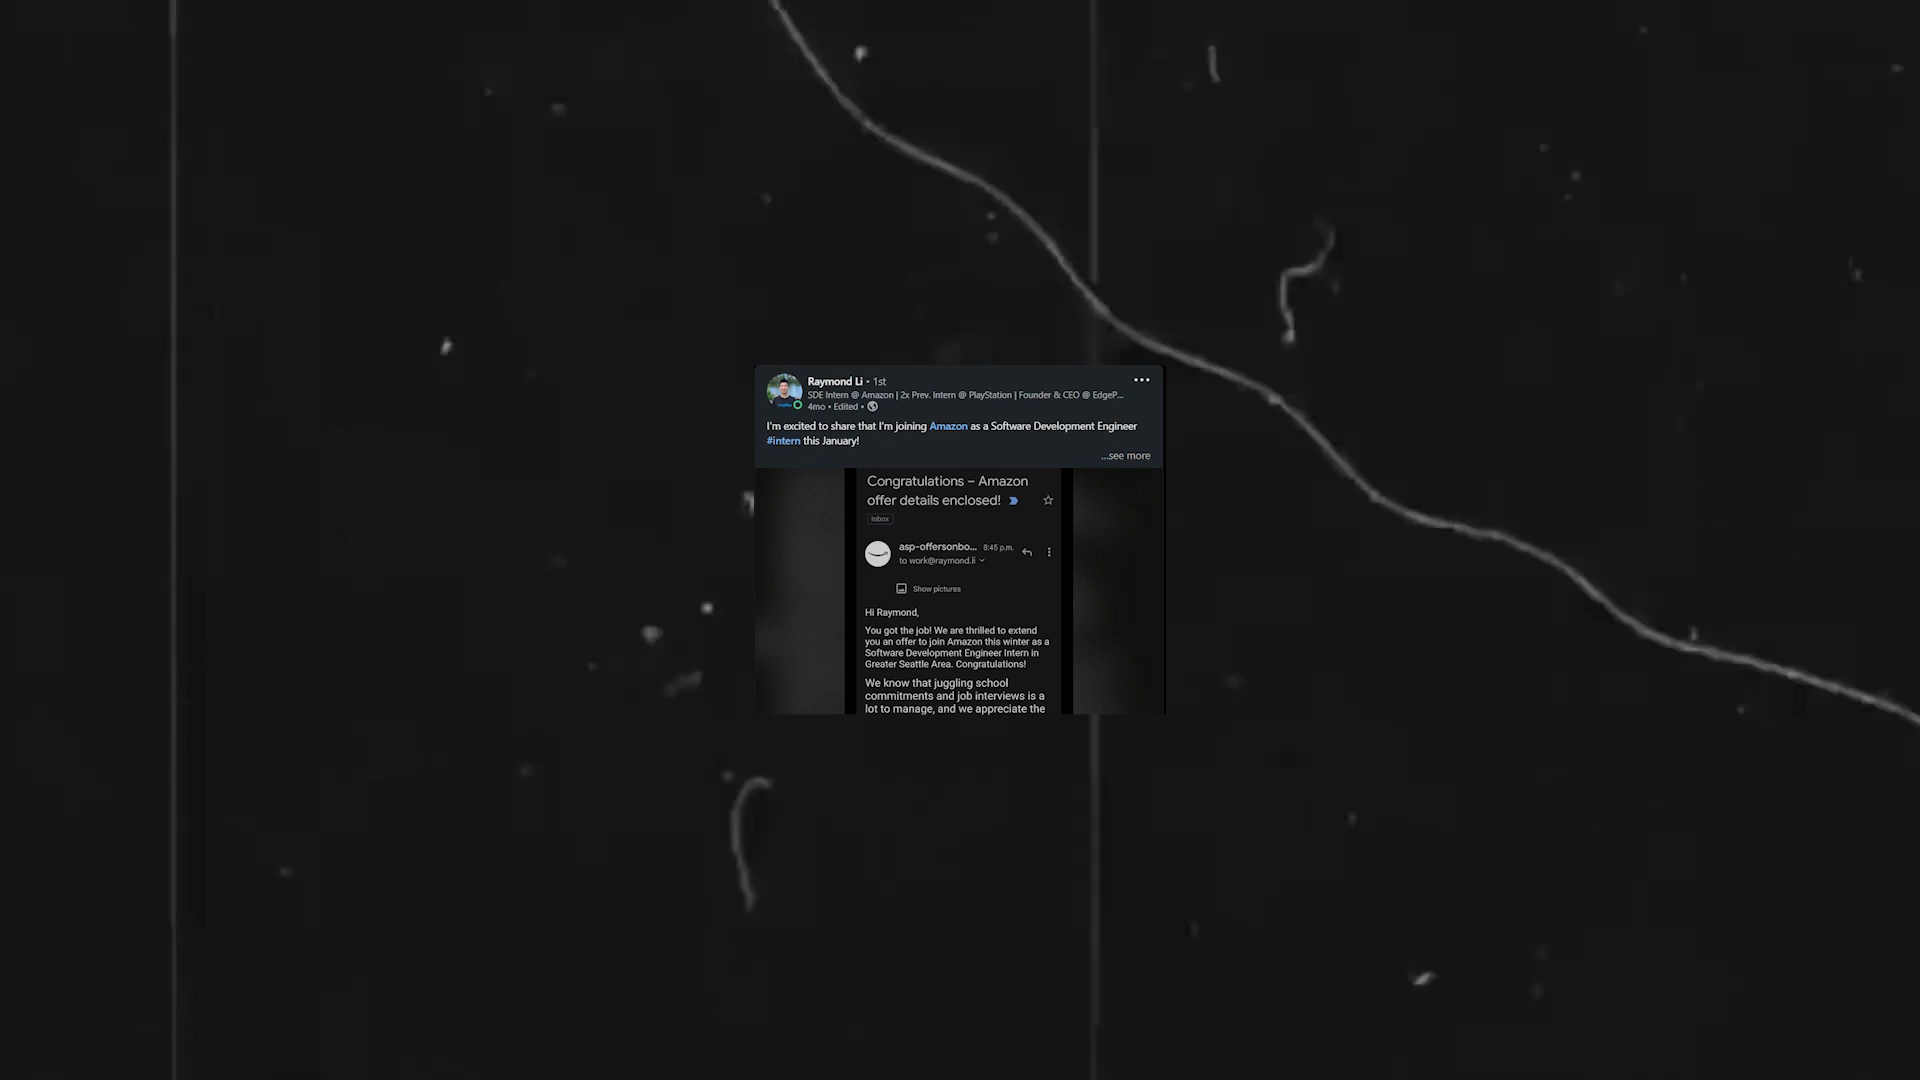 Raymond Li • 1st
SDE Intern @ Amazon | 2x Prev. Intern @ PlayStation | Founder & CEO @ EdgeP...
4mo • Edited •
I'm excited to share that I'm joining Amazon as a Software Development Engineer
#intern this January!
...see more
Congratulations – Amazon
offer details enclosed!
Inbox
asp-offersonbo... 8:45 p.m.
to work@raymond.li
Show pictures
Hi Raymond,
You got the job! We are thrilled to extend
you an offer to join Amazon this winter as a
Software Development Engineer Intern in
Greater Seattle Area. Congratulations!
We know that juggling school
commitments and job interviews is a
lot to manage, and we appreciate the